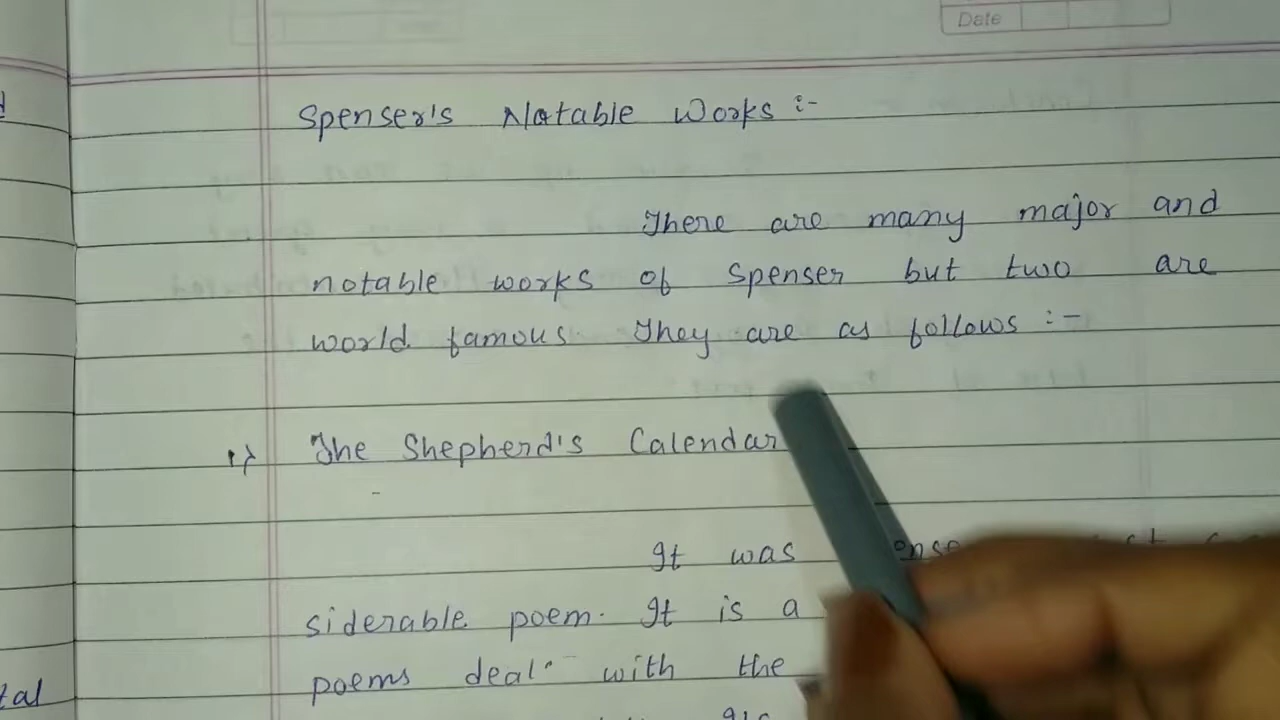 Date
Spenser's Notable Works :-
There are many major and
notable works of Spenser but two are
world famous. They are as follows :-
1) The Shepherd's Calendar
It was
siderable poem. It is a
poems deal with the
tal